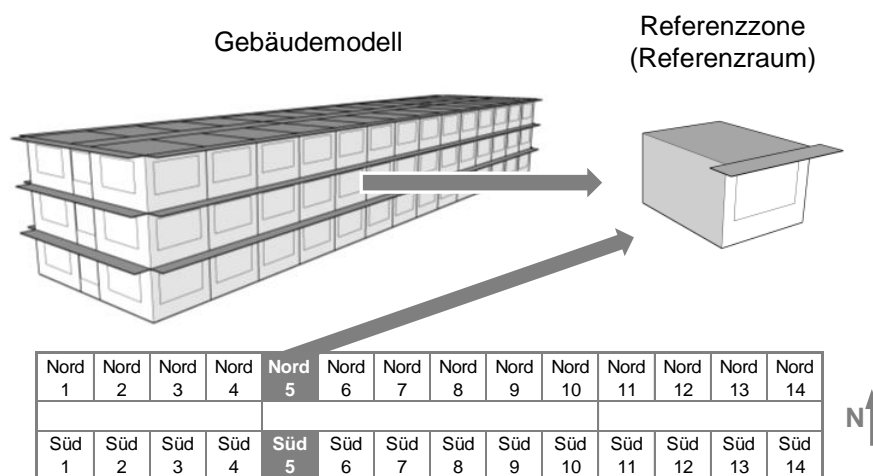 Gebäudemodell
Referenzzone
(Referenzraum)
Nord Nord Nord Nord Nord Nord Nord Nord Nord Nord Nord Nord Nord Nord
1 2 3 4 5 6 7 8 9 10 11 12 13 14
N
Süd Süd Süd Süd Süd Süd Süd Süd Süd Süd Süd Süd Süd Süd
1 2 3 4 5 6 7 8 9 10 11 12 13 14